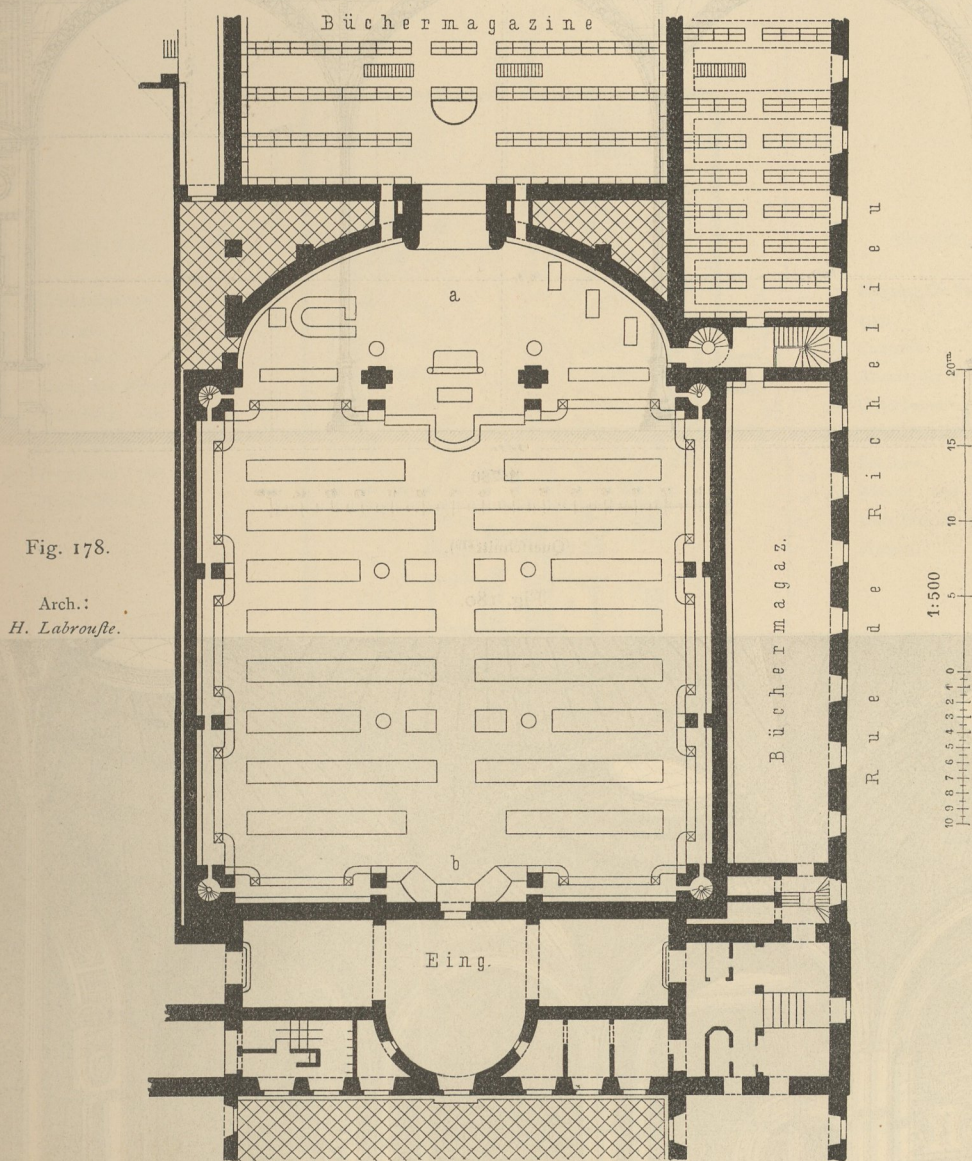 Büchermagazine
a
Fig. 178.
Arch.:
H. Labrouſte.
b
Eing.
Büchermagaz.
Rue de Richelieu
1:500
10 9 8 7 6 5 4 3 2 1 0 5 10 15 20m